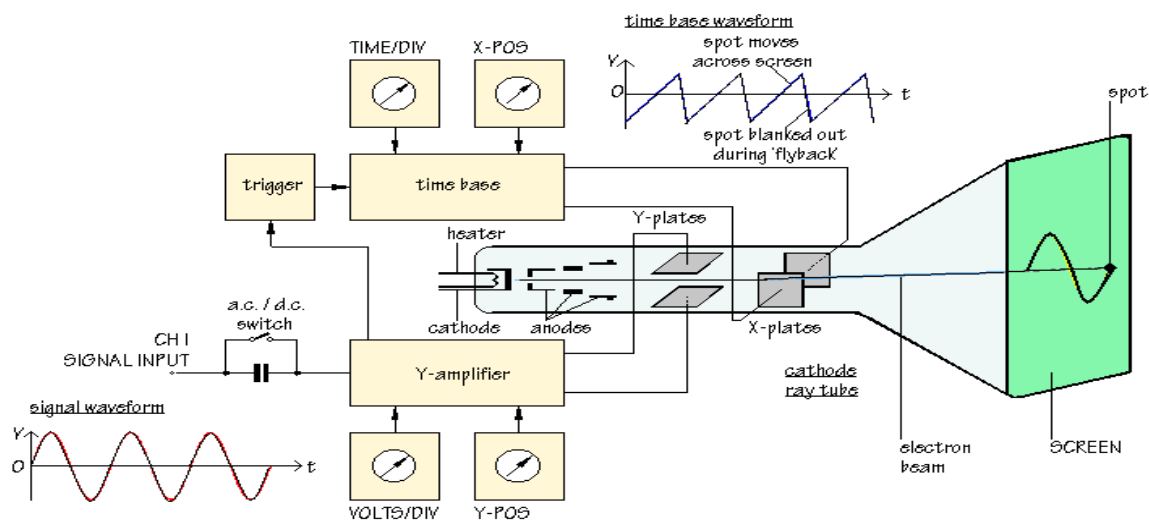 time base waveform
spot moves
across screen
V
O
t
spot blanked out
during 'flyback'
TIME/DIV
X-POS
spot
trigger
time base
Y-plates
heater
cathode
anodes
X-plates
a.c. / d.c.
switch
CH I
SIGNAL INPUT
Y-amplifier
cathode
ray tube
signal waveform
V
O
t
electron
beam
SCREEN
VOLTS/DIV
Y-POS